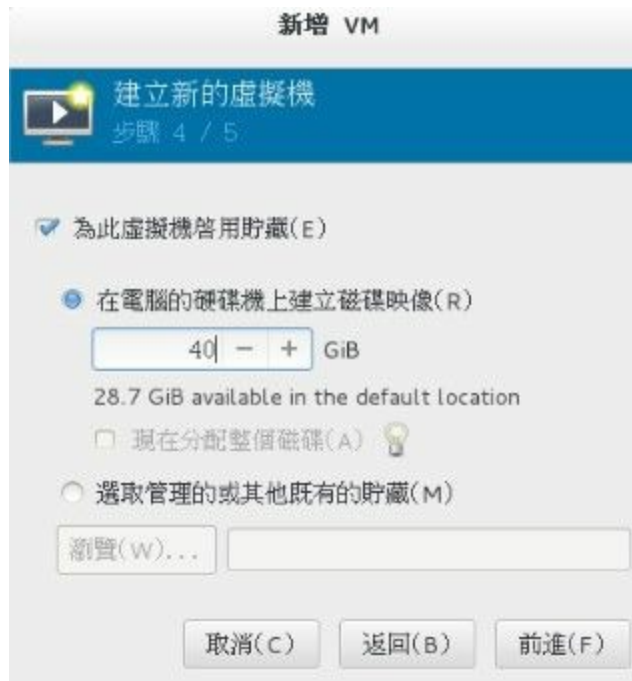 新增 VM
建立新的虛擬機
步驟 4 / 5
為此虛擬機啓用貯藏(E)
在電腦的硬碟機上建立磁碟映像(R)
40 − + GiB
28.7 GiB available in the default location
現在分配整個磁碟(A)
選取管理的或其他既有的貯藏(M)
瀏覽(W)...
取消(C) 返回(B) 前進(F)